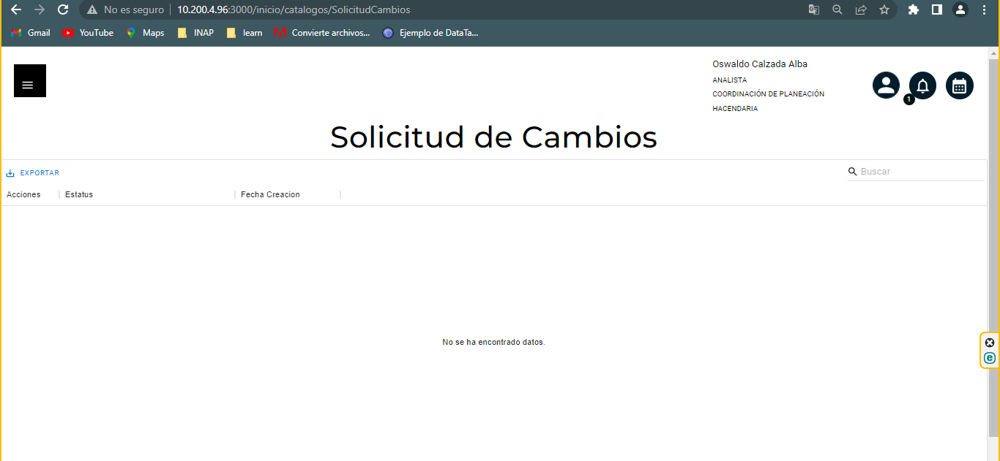 No es seguro 10.200.4.96:3000/inicio/catalogos/SolicitudCambios
Gmail YouTube Maps INAP learn Convierte archivos... Ejemplo de DataTa...
Oswaldo Calzada Alba
ANALISTA
COORDINACIÓN DE PLANEACIÓN
HACENDARIA
1
Solicitud de Cambios
EXPORTAR Buscar
Acciones Estatus Fecha Creacion
No se ha encontrado datos.